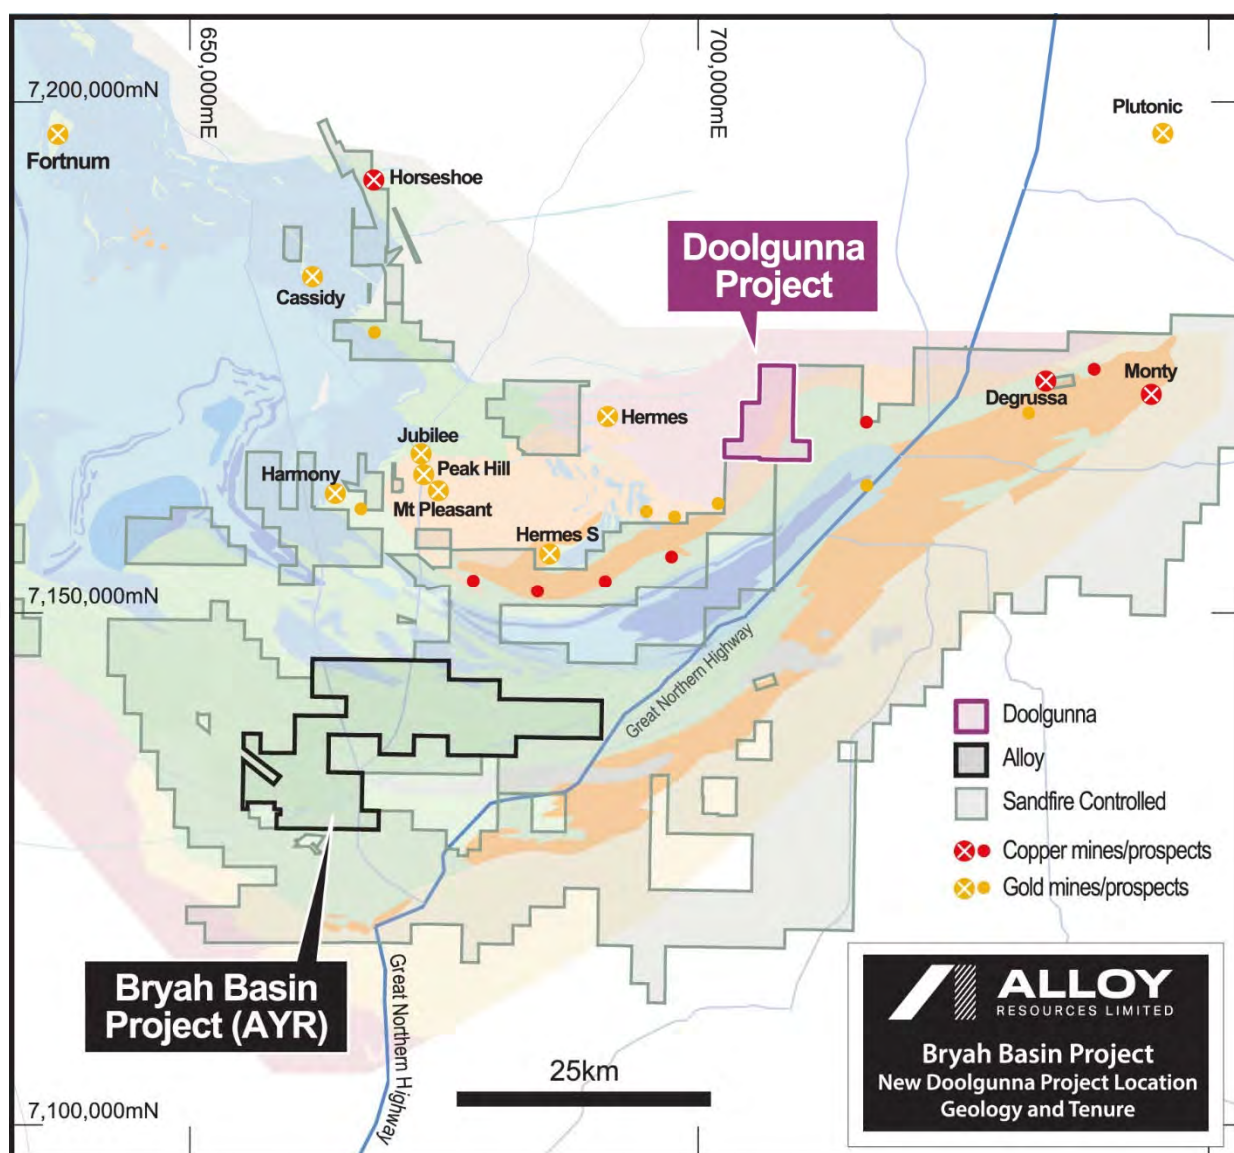 650,000mE
700,000mE
7,200,000mN
Plutonic
Fortnum
Horseshoe
Doolgunna
Project
Cassidy
Monty
Degrussa
Hermes
Jubilee
Peak Hill
Harmony
Mt Pleasant
Hermes S
7,150,000mN
Great Northern Highway
Doolgunna
Alloy
Sandfire Controlled
Copper mines/prospects
Gold mines/prospects
Bryah Basin
Project (AYR)
Great Northern Highway
25km
7,100,000mN
ALLOY
RESOURCES LIMITED
Bryah Basin Project
New Doolgunna Project Location
Geology and Tenure